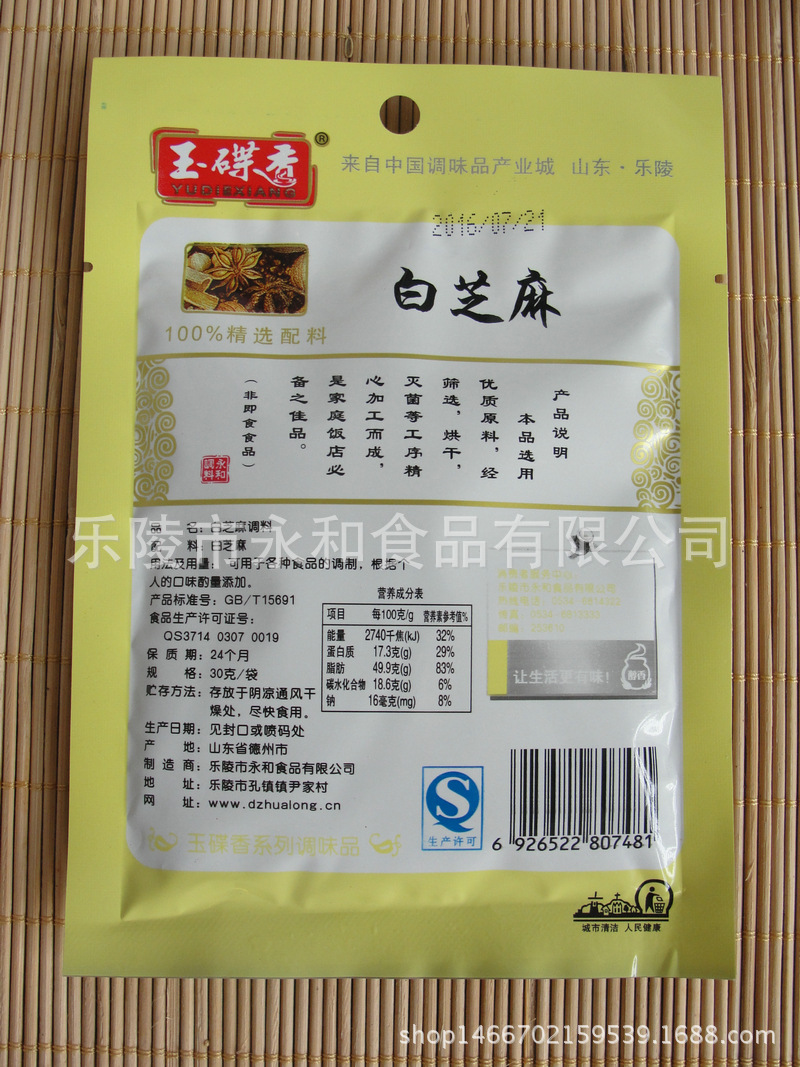 玉碟香®
YUDIEXIANG
来自中国调味品产业城 山东·乐陵
2016/07/21
白芝麻
100%精选配料
产品说明
本品选用
优质原料，经
筛选，烘干，
灭菌等工序精
心加工而成，
是家庭饭店必
备之佳品。
（非即食食品）
永和
調料
乐陵市永和食品有限公司
品 名：白芝麻调料
配 料：白芝麻
用法及用量：可用于各种食品的调制，根据个
人的口味酌量添加。
产品标准号：GB/T15691
食品生产许可证号：
QS3714 0307 0019
保 质 期：24个月
规 格：30克/袋
贮存方法：存放于阴凉通风干
燥处，尽快食用。
生产日期：见封口或喷码处
产 地：山东省德州市
制 造 商：乐陵市永和食品有限公司
地 址：乐陵市孔镇镇尹家村
网 址：www.dzhualong.cn
营养成分表
项目 每100克/g 营养素参考值%
能量 2740千焦(kJ) 32%
蛋白质 17.3克(g) 29%
脂肪 49.9克(g) 83%
碳水化合物 18.6克(g) 6%
钠 16毫克(mg) 8%
乐陵市永和食品有限公司
让生活更有味！
醇香
生产许可
6 926522 807481
玉碟香系列调味品
城市清洁 人民健康
shop1466702159539.1688.com